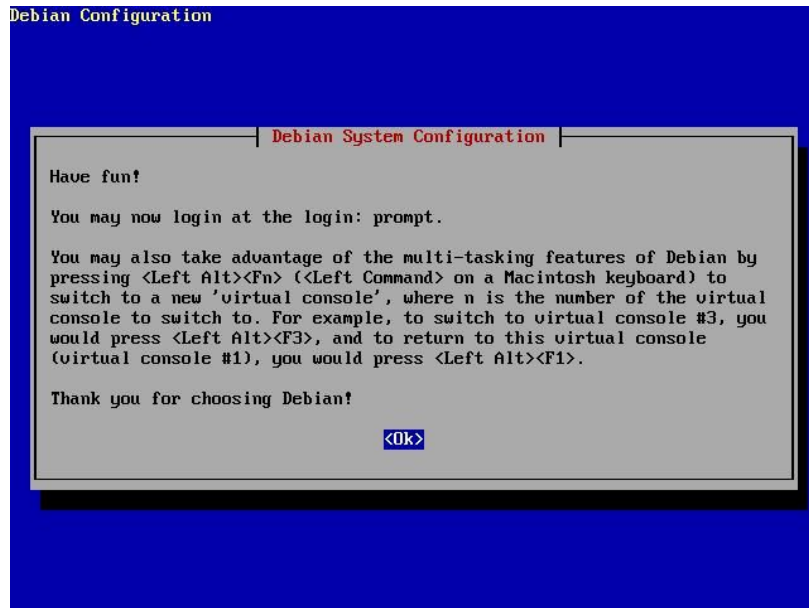 Debian Configuration
Debian System Configuration
Have fun!
You may now login at the login: prompt.
You may also take advantage of the multi-tasking features of Debian by
pressing <Left Alt><Fn> (<Left Command> on a Macintosh keyboard) to
switch to a new 'virtual console', where n is the number of the virtual
console to switch to. For example, to switch to virtual console #3, you
would press <Left Alt><F3>, and to return to this virtual console
(virtual console #1), you would press <Left Alt><F1>.
Thank you for choosing Debian!
<Ok>